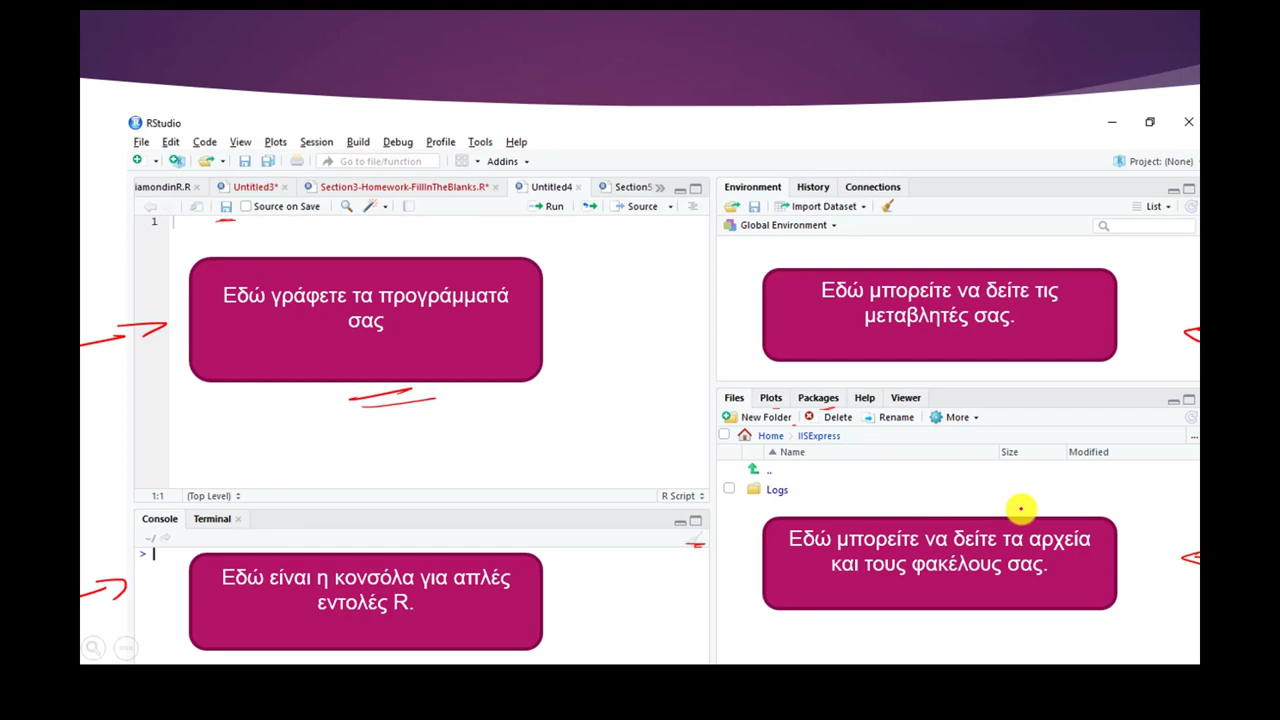 RStudio
File Edit Code View Plots Session Build Debug Profile Tools Help
Go to file/function Addins Project: (None)
iamondinR.R Untitled3* Section3-Homework-FillInTheBlanks.R* Untitled4 Section5
Source on Save Run Source
1
Εδώ γράφετε τα προγράμματά
σας
1:1 (Top Level) R Script
Console Terminal
~/
>
Εδώ είναι η κονσόλα για απλές
εντολές R.
Environment History Connections
Import Dataset List
Global Environment
Εδώ μπορείτε να δείτε τις
μεταβλητές σας.
Files Plots Packages Help Viewer
New Folder Delete Rename More
Home IISExpress ...
Name Size Modified
..
Logs
Εδώ μπορείτε να δείτε τα αρχεία
και τους φακέλους σας.